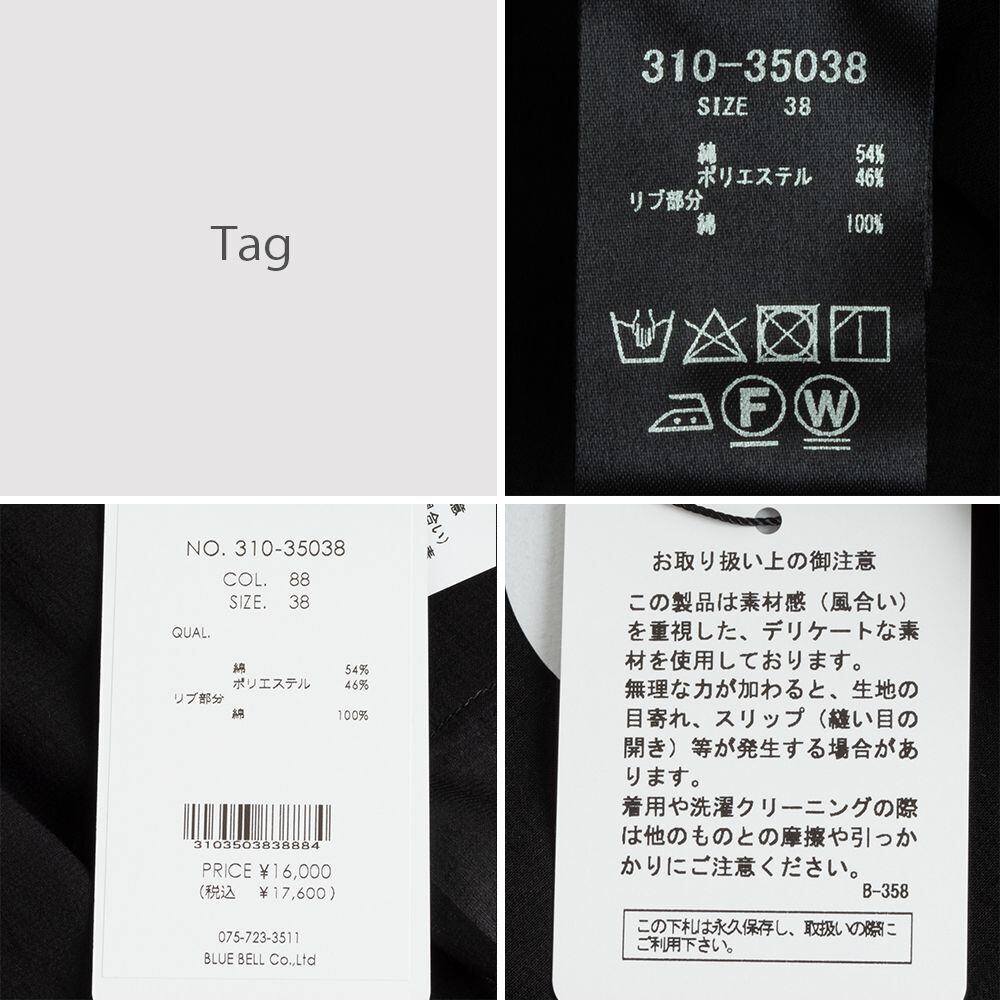 Tag
310-35038
SIZE 38
綿 54%
ポリエステル 46%
リブ部分
綿 100%
F W
NO. 310-35038
COL. 88
SIZE. 38
QUAL.
綿 54%
ポリエステル 46%
リブ部分
綿 100%
3103503838884
PRICE ¥16,000
(税込 ¥17,600)
075-723-3511
BLUE BELL Co.,Ltd
お取り扱い上の御注意
この製品は素材感（風合い）
を重視した、デリケートな素
材を使用しております。
無理な力が加わると、生地の
目寄れ、スリップ（縫い目の
開き）等が発生する場合があ
ります。
着用や洗濯クリーニングの際
は他のものとの摩擦や引っか
かりにご注意ください。
B-358
この下札は永久保存し、取扱いの際に
ご利用下さい。